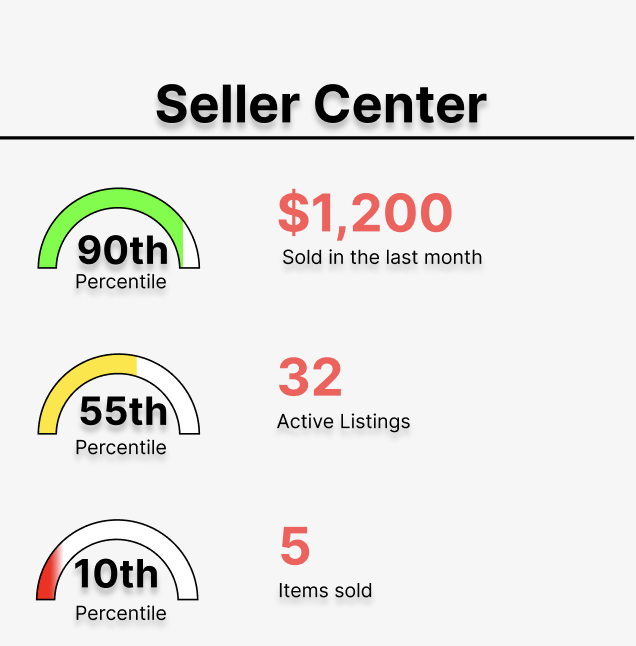 Seller Center
90th
Percentile
$1,200
Sold in the last month
55th
Percentile
32
Active Listings
10th
Percentile
5
Items sold